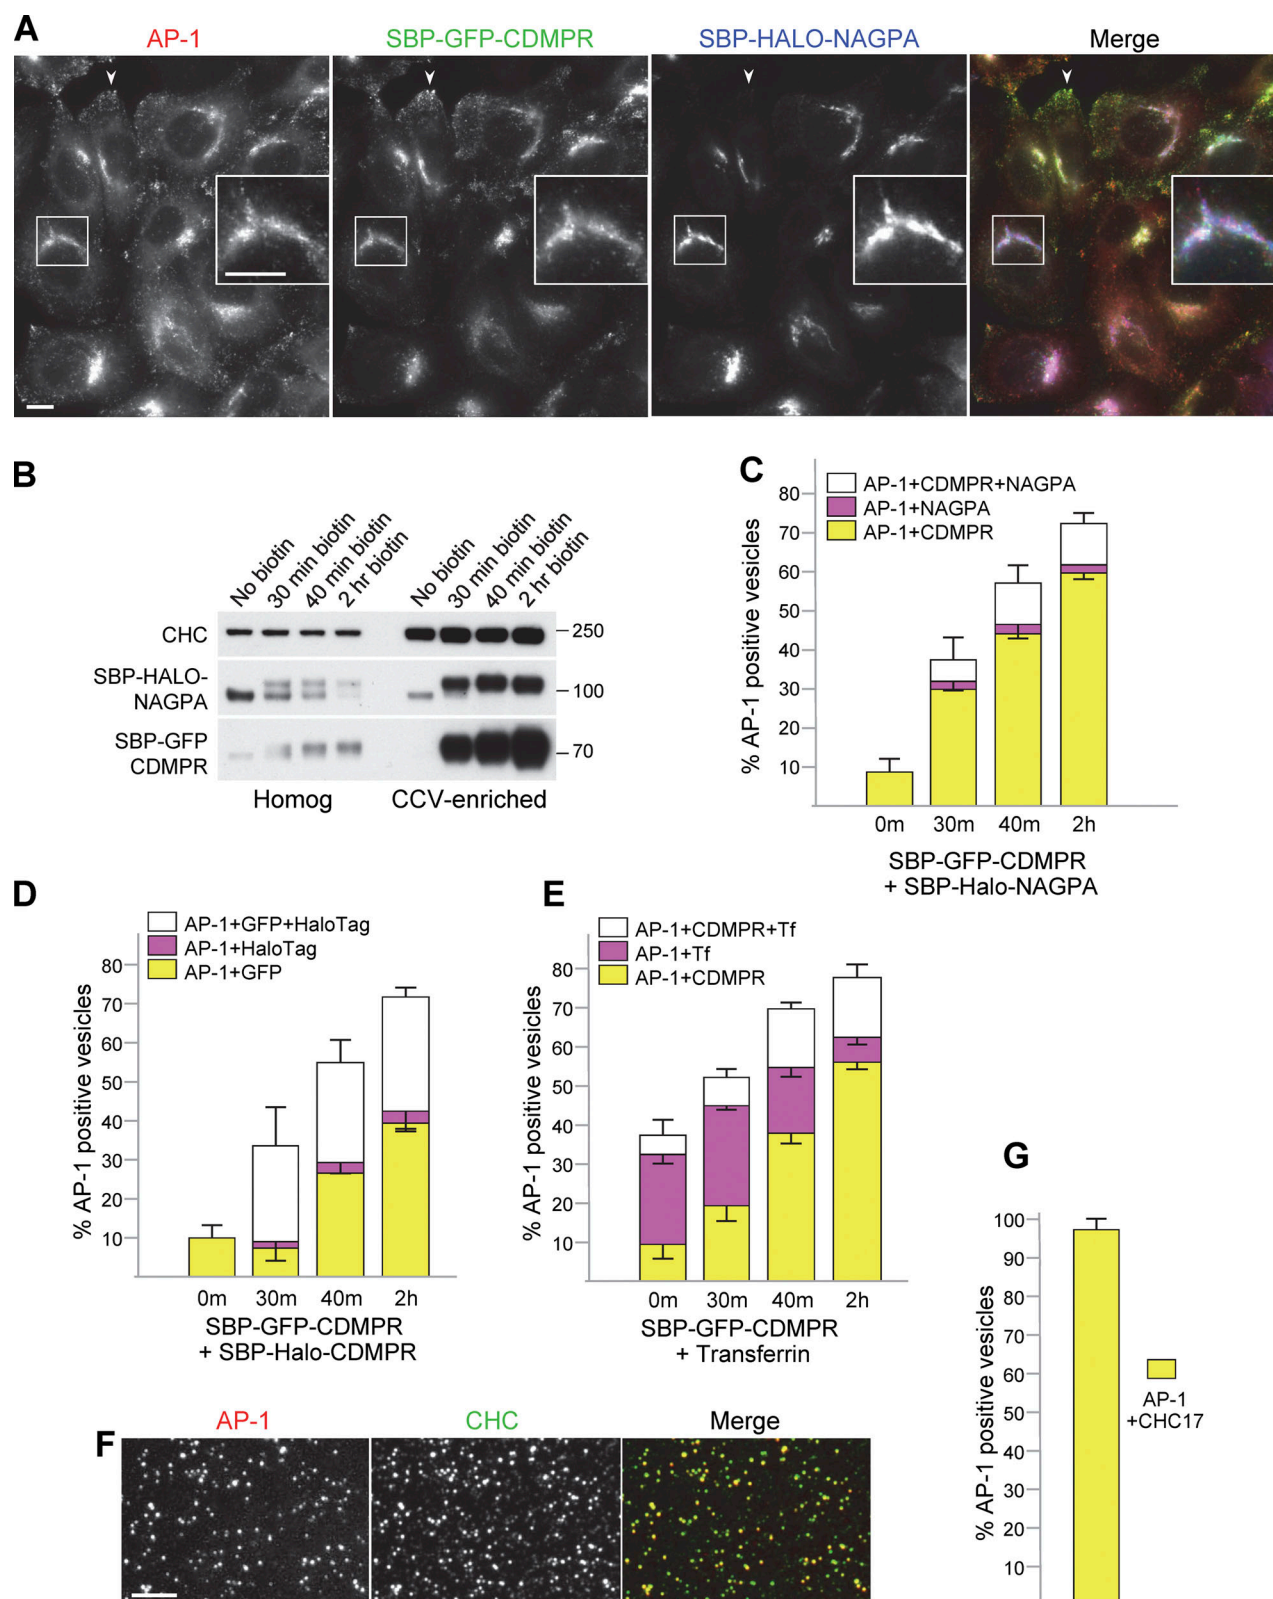 A
AP-1
SBP-GFP-CDMPR
SBP-HALO-NAGPA
Merge
B
No biotin
30 min biotin
40 min biotin
2 hr biotin
No biotin
30 min biotin
40 min biotin
2 hr biotin
CHC
250
SBP-HALO-
NAGPA
100
SBP-GFP
CDMPR
70
Homog
CCV-enriched
C
AP-1+CDMPR+NAGPA
AP-1+NAGPA
AP-1+CDMPR
% AP-1 positive vesicles
80
70
60
50
40
30
20
10
0m 30m 40m 2h
SBP-GFP-CDMPR
+ SBP-Halo-NAGPA
D
AP-1+GFP+HaloTag
AP-1+HaloTag
AP-1+GFP
% AP-1 positive vesicles
80
70
60
50
40
30
20
10
0m 30m 40m 2h
SBP-GFP-CDMPR
+ SBP-Halo-CDMPR
E
AP-1+CDMPR+Tf
AP-1+Tf
AP-1+CDMPR
% AP-1 positive vesicles
80
70
60
50
40
30
20
10
0m 30m 40m 2h
SBP-GFP-CDMPR
+ Transferrin
F
AP-1
CHC
Merge
G
% AP-1 positive vesicles
100
90
80
70
60
50
40
30
20
10
AP-1
+CHC17